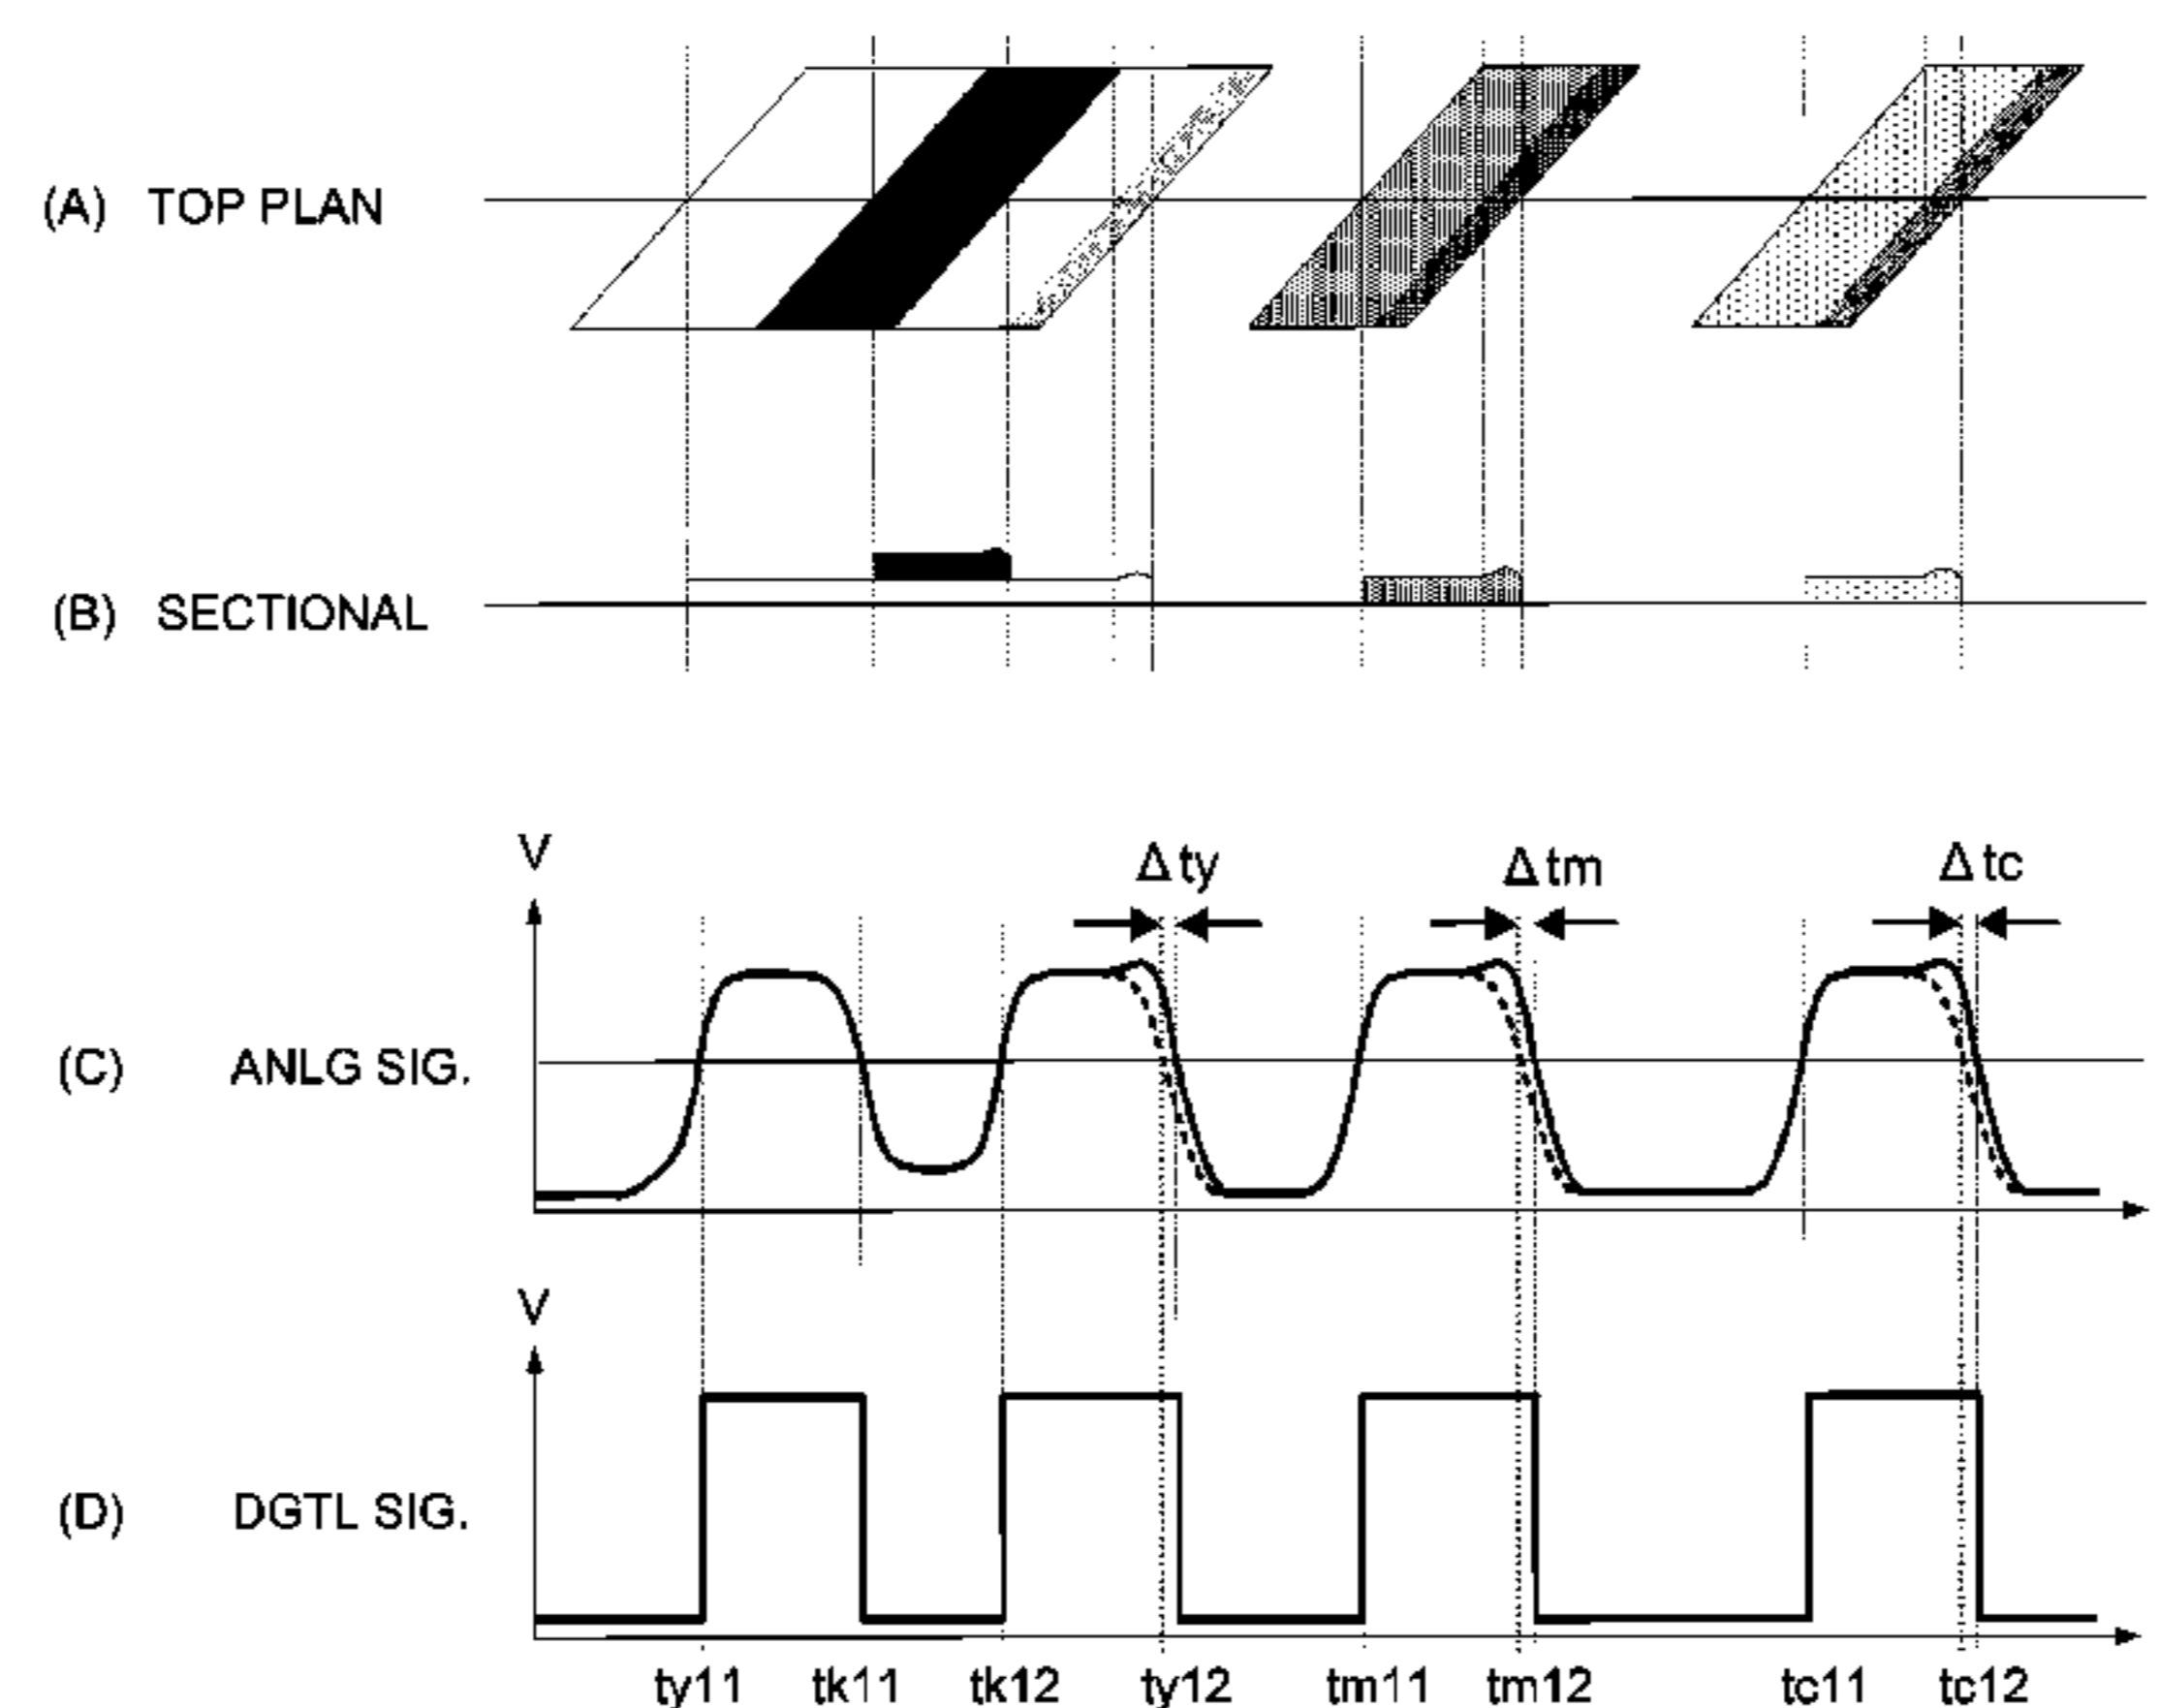 (A) TOP PLAN
(B) SECTIONAL
V
Δty Δtm Δtc
(C) ANLG SIG.
V
(D) DGTL SIG.
ty11 tk11 tk12 ty12 tm11 tm12 tc11 tc12